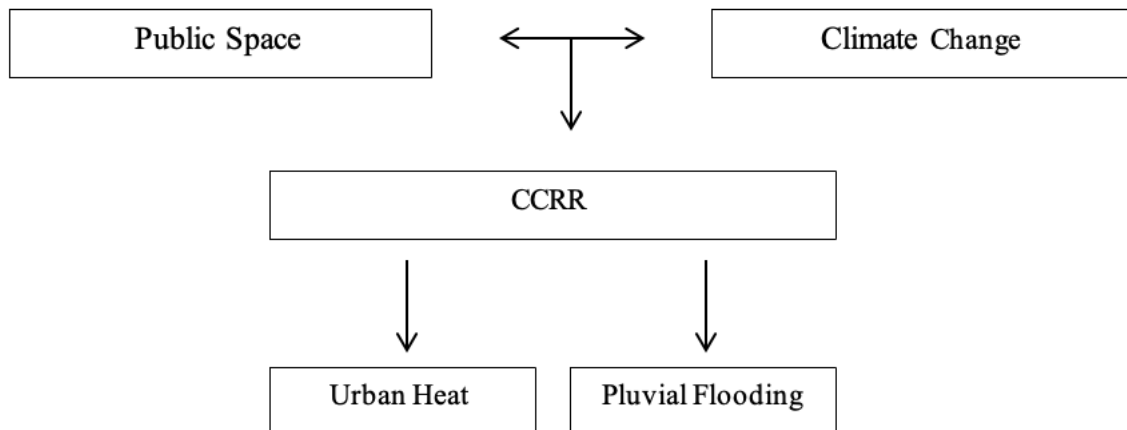 Public Space
Climate Change
CCRR
Urban Heat
Pluvial Flooding